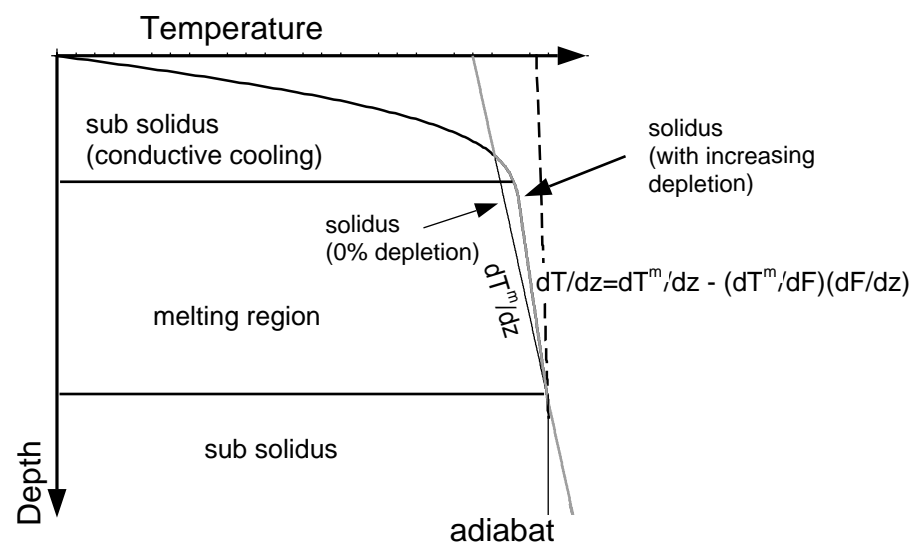 Temperature
sub solidus
(conductive cooling)
solidus
(with increasing
depletion)
solidus
(0% depletion)
dT^m/dz
dT/dz=dT^m/dz - (dT^m/dF)(dF/dz)
melting region
sub solidus
Depth
adiabat